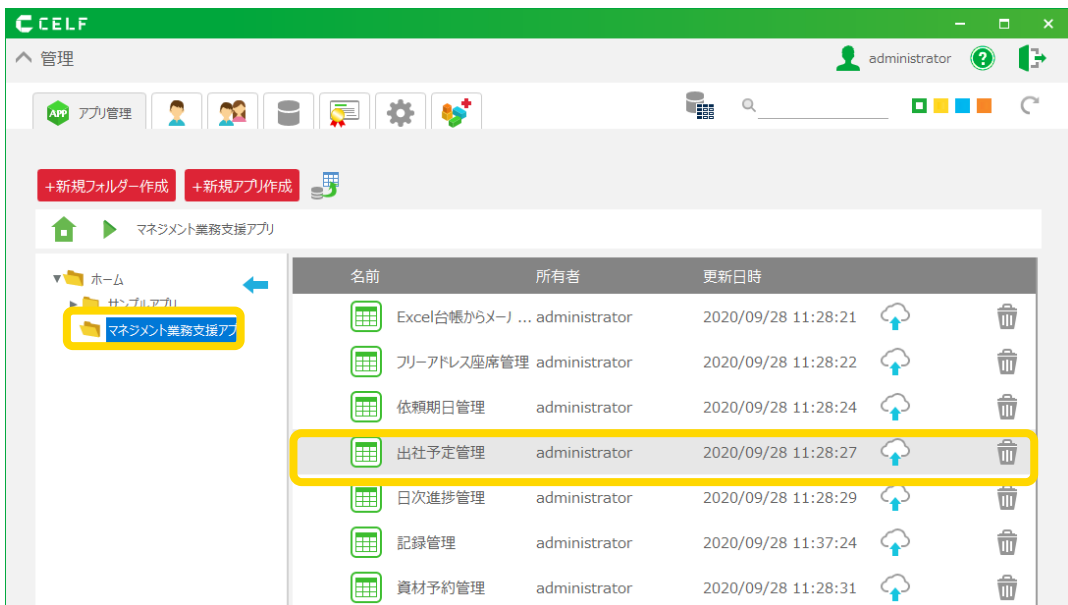 CELF
管理
administrator
APP アプリ管理
+新規フォルダー作成 +新規アプリ作成
マネジメント業務支援アプリ
ホーム
サンプルアプリ
マネジメント業務支援アプ
名前 所有者 更新日時
Excel台帳からメー ... administrator 2020/09/28 11:28:21
フリーアドレス座席管理 administrator 2020/09/28 11:28:22
依頼期日管理 administrator 2020/09/28 11:28:24
出社予定管理 administrator 2020/09/28 11:28:27
日次進捗管理 administrator 2020/09/28 11:28:29
記録管理 administrator 2020/09/28 11:37:24
資材予約管理 administrator 2020/09/28 11:28:31